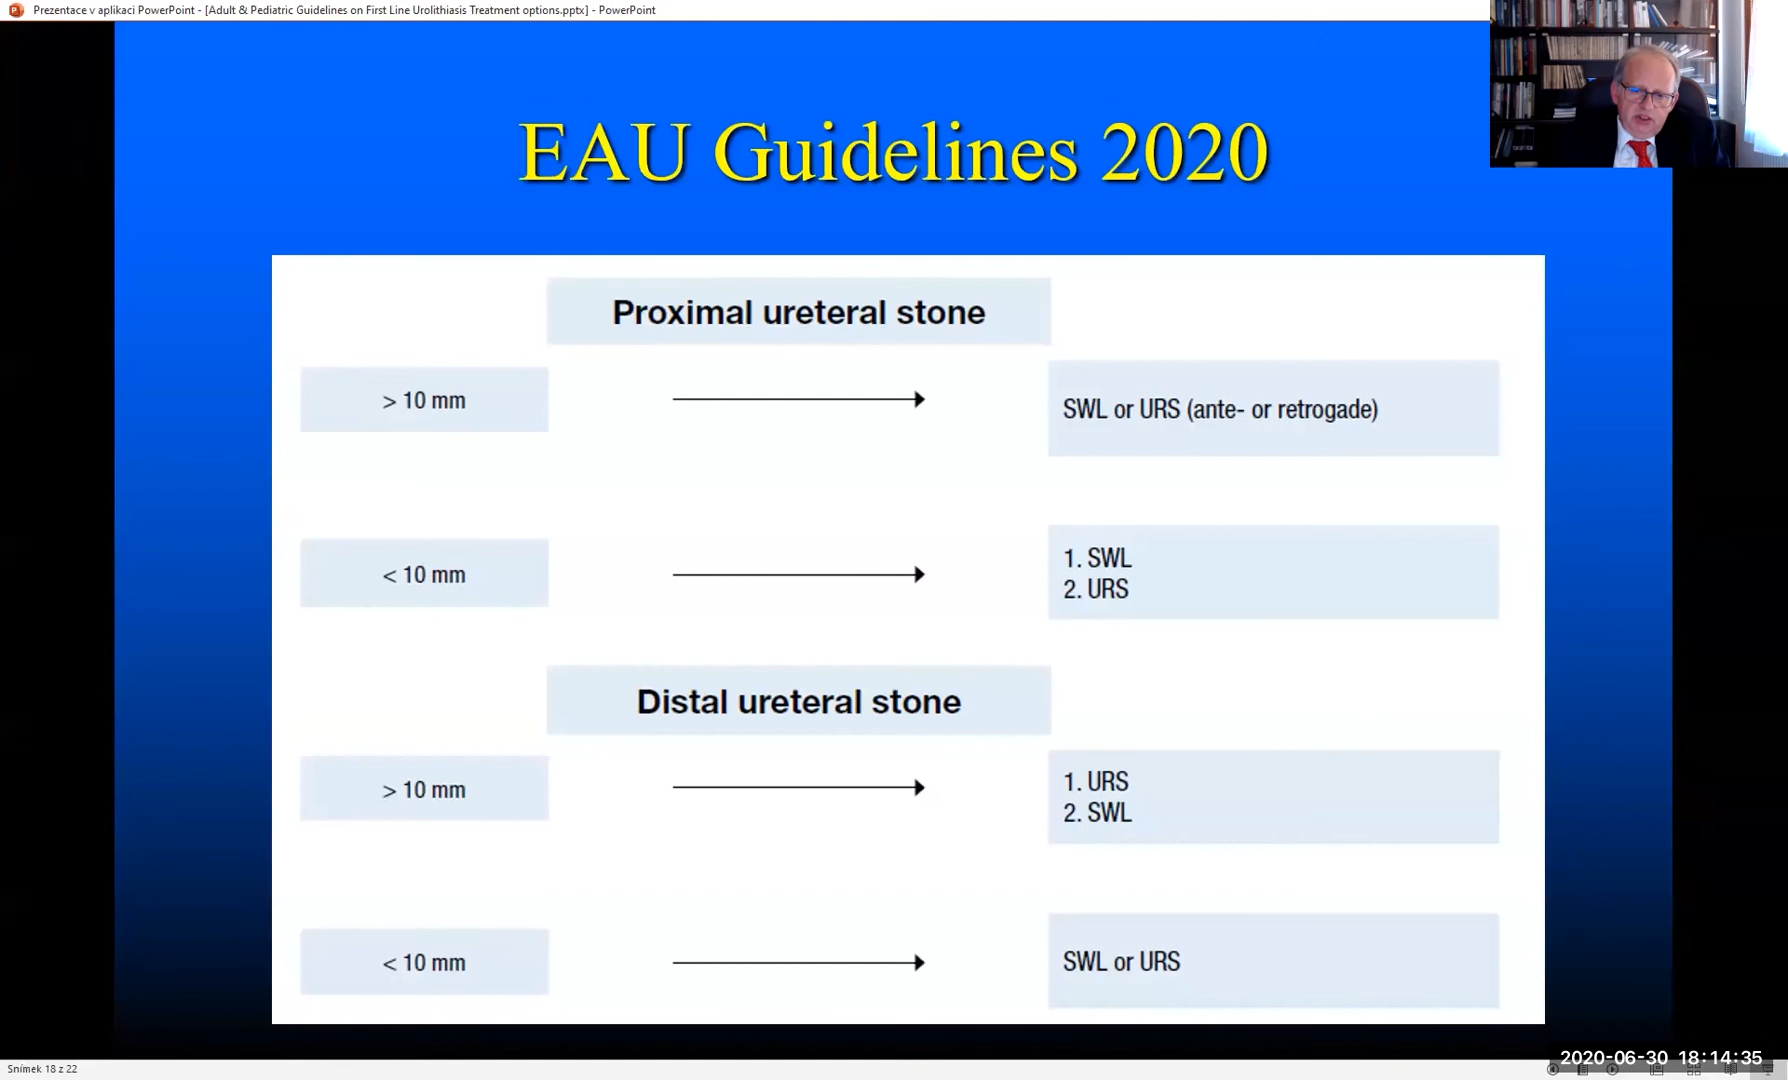 Prezentace v aplikaci PowerPoint - [Adult & Pediatric Guidelines on First Line Urolithiasis Treatment options.pptx] - PowerPoint
EAU Guidelines 2020
Proximal ureteral stone
> 10 mm
SWL or URS (ante- or retrogade)
< 10 mm
1. SWL
2. URS
Distal ureteral stone
> 10 mm
1. URS
2. SWL
< 10 mm
SWL or URS
2020-06-30 18:14:35
Snímek 18 z 22